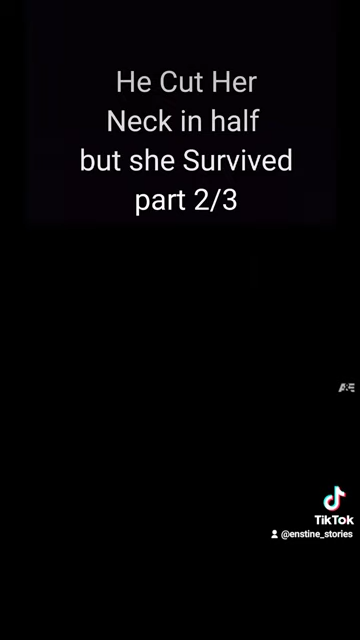 He Cut Her
Neck in half
but she Survived
part 2/3
A&E
TikTok
@enstine_stories